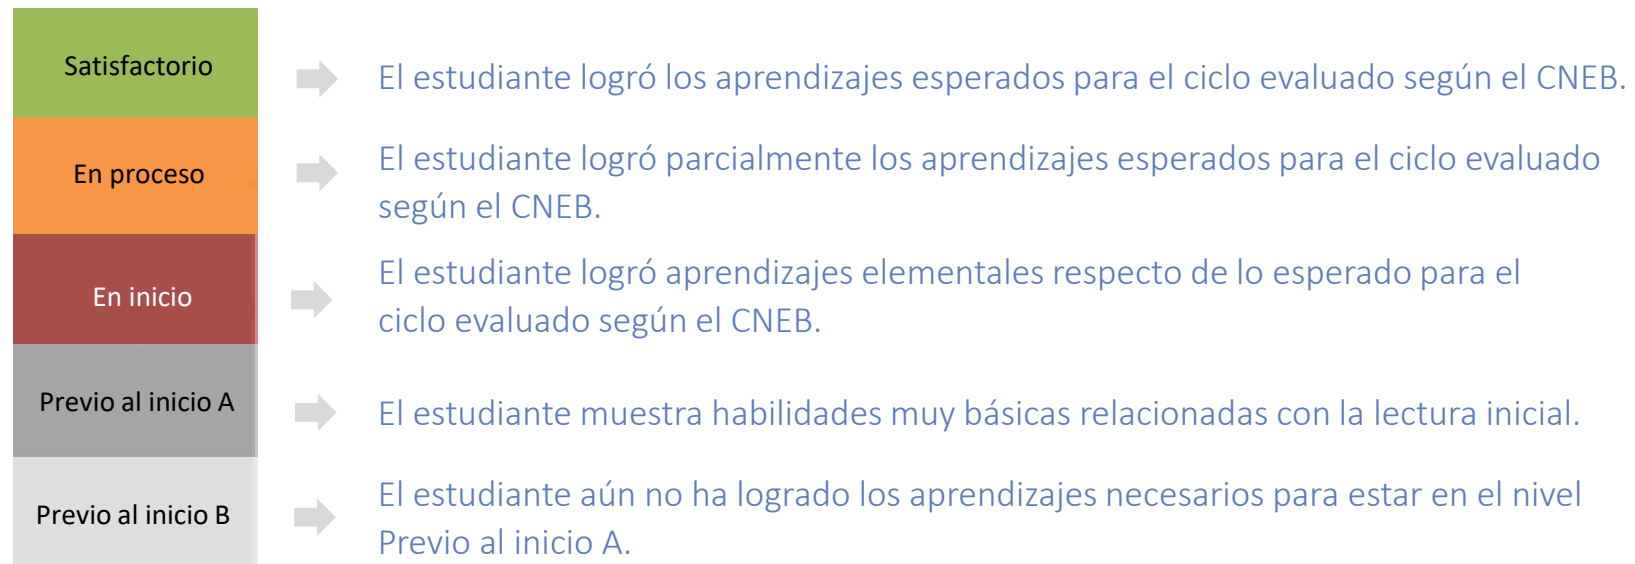 Satisfactorio
El estudiante logró los aprendizajes esperados para el ciclo evaluado según el CNEB.
En proceso
El estudiante logró parcialmente los aprendizajes esperados para el ciclo evaluado
según el CNEB.
En inicio
El estudiante logró aprendizajes elementales respecto de lo esperado para el
ciclo evaluado según el CNEB.
Previo al inicio A
El estudiante muestra habilidades muy básicas relacionadas con la lectura inicial.
Previo al inicio B
El estudiante aún no ha logrado los aprendizajes necesarios para estar en el nivel
Previo al inicio A.